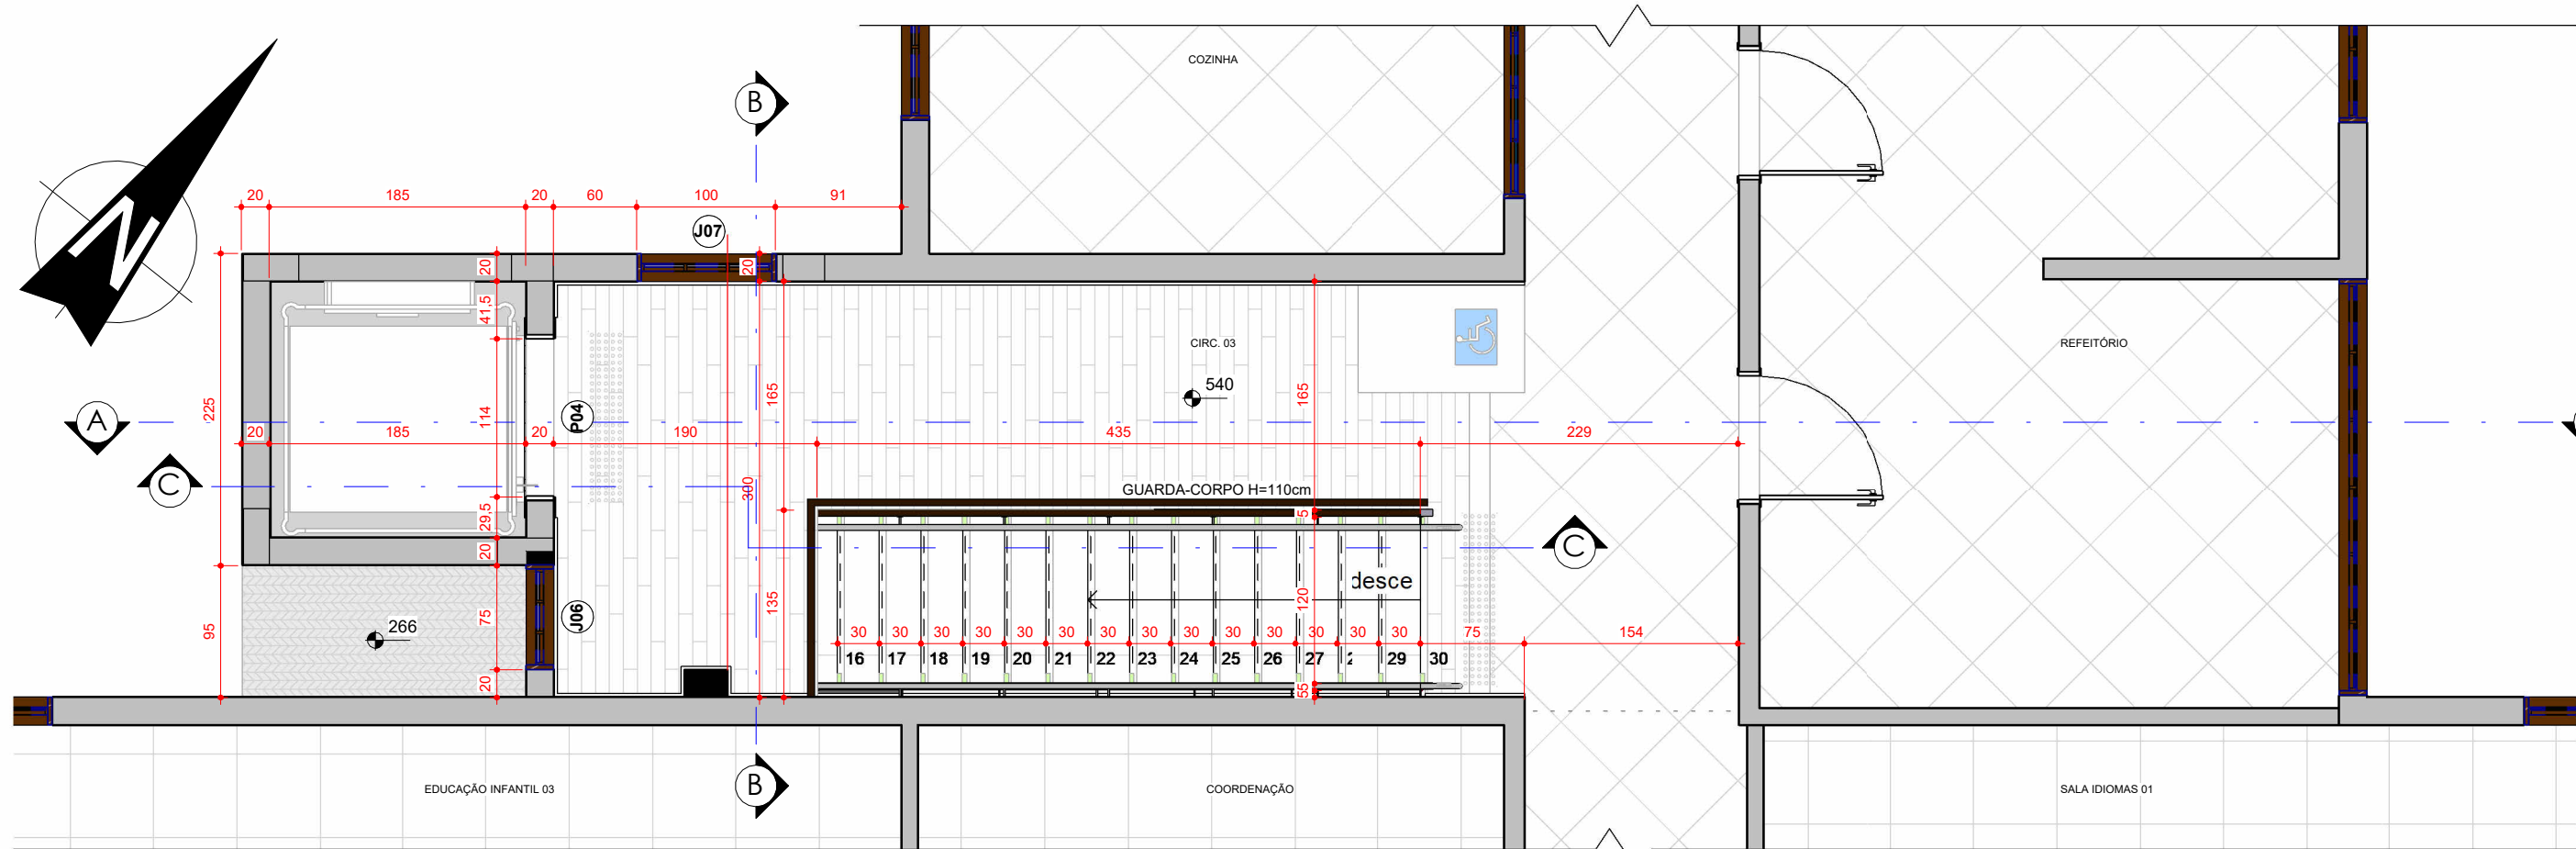 COZINHA
B
N
20 185 20 60 100 91
J07
20
20
41,5
CIRC. 03
REFEITÓRIO
540
165
165
225
114
P04
A
20 185 20 190 435 229
C
GUARDA-CORPO H=110cm
300
29,5
5
C
20
desce
135
120
75
J06
266
95
30 30 30 30 30 30 30 30 30 30 30 30 30 30 75 154
16 17 18 19 20 21 22 23 24 25 26 27 29 30
20
55
EDUCAÇÃO INFANTIL 03
B
COORDENAÇÃO
SALA IDIOMAS 01